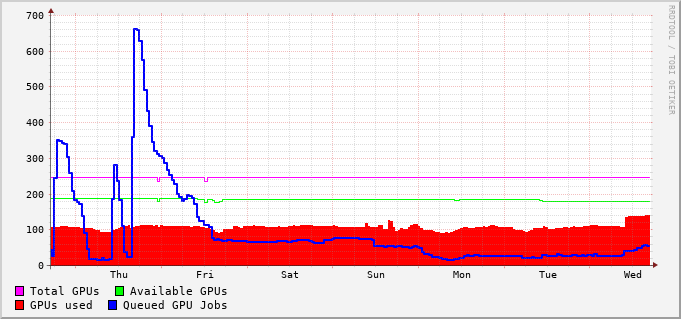 700
600
500
400
300
200
100
0
Thu Fri Sat Sun Mon Tue Wed
Total GPUs Available GPUs
GPUs used Queued GPU Jobs
RRDTOOL / TOBI OETIKER